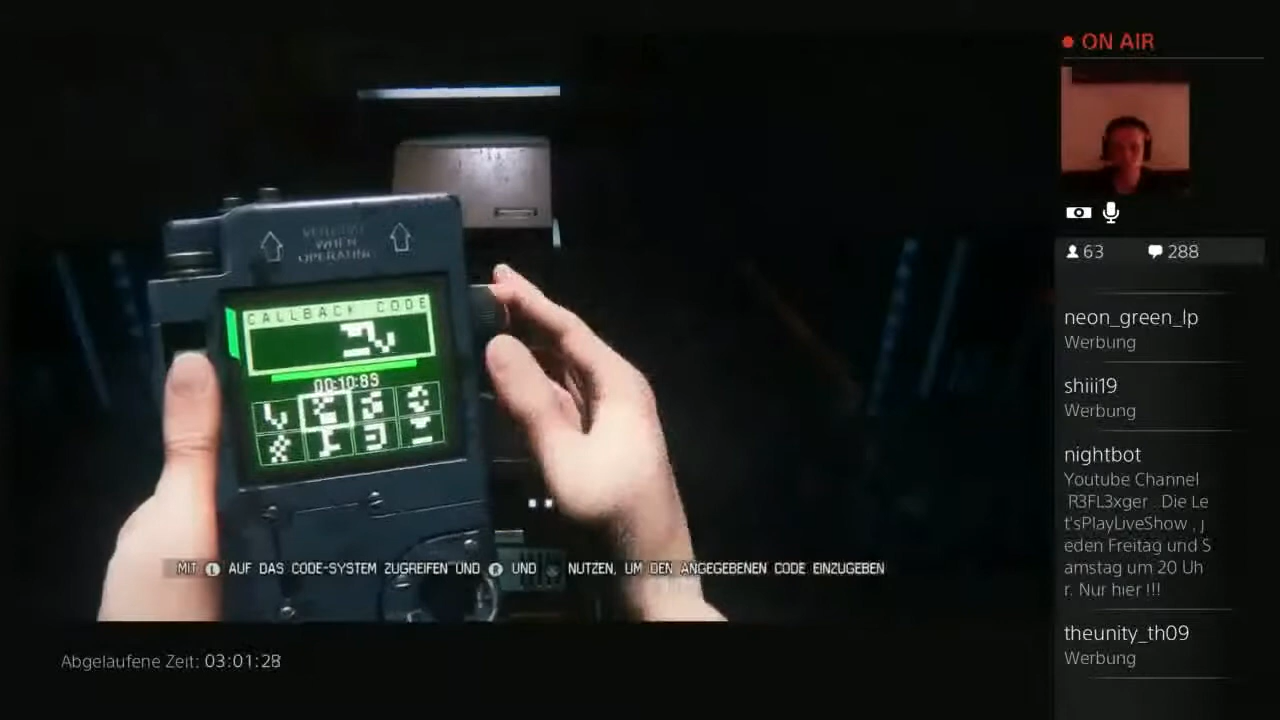 ON AIR
WHEN
OPERATING
CALLBACK CODE
00:10:89
MIT L AUF DAS CODE-SYSTEM ZUGREIFEN UND UND NUTZEN, UM DEN ANGEGEBENEN CODE EINZUGEBEN
Abgelaufene Zeit: 03:01:28
63 288
neon_green_lp
Werbung
shiii19
Werbung
nightbot
Youtube Channel
R3FL3xger . Die Le
t'sPlayLiveShow , j
eden Freitag und S
amstag um 20 Uh
r. Nur hier !!!
theunity_th09
Werbung